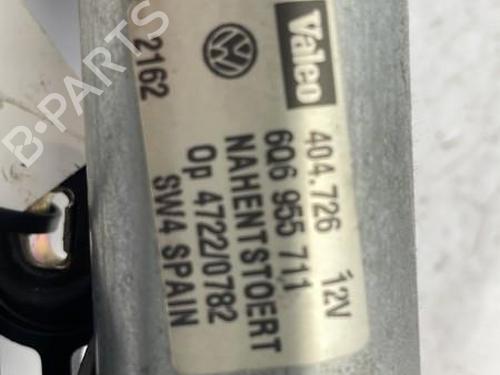 Valeo
404.726 12V
6Q6 955 711
NAHENTSTOERT
Op 4722/0782
SW4 SPAIN
2162
B-PARTS